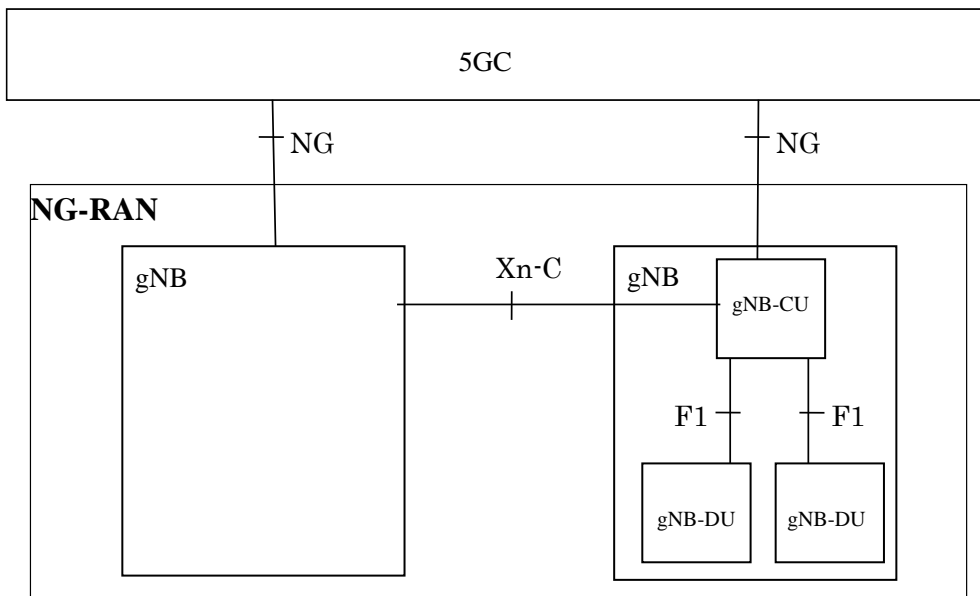 5GC
NG
NG
NG-RAN
gNB
Xn-C
gNB
gNB-CU
F1
F1
gNB-DU
gNB-DU